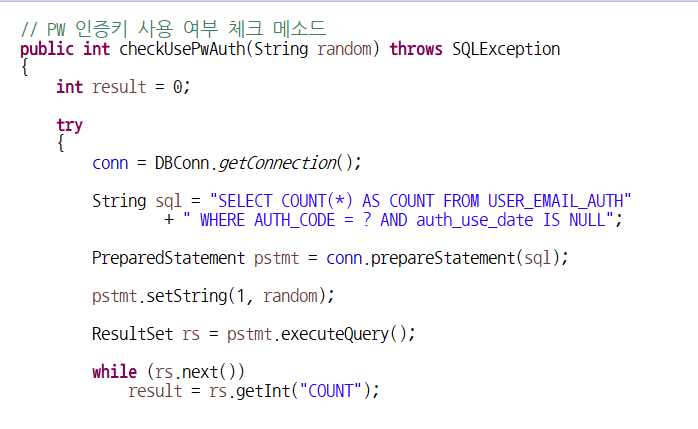 // PW 인증키 사용 여부 체크 메소드
public int checkUsePwAuth(String random) throws SQLException
{
    int result = 0;

    try
    {
        conn = DBConn.getConnection();

        String sql = "SELECT COUNT(*) AS COUNT FROM USER_EMAIL_AUTH"
                + " WHERE AUTH_CODE = ? AND auth_use_date IS NULL";

        PreparedStatement pstmt = conn.prepareStatement(sql);

        pstmt.setString(1, random);

        ResultSet rs = pstmt.executeQuery();

        while (rs.next())
            result = rs.getInt("COUNT");